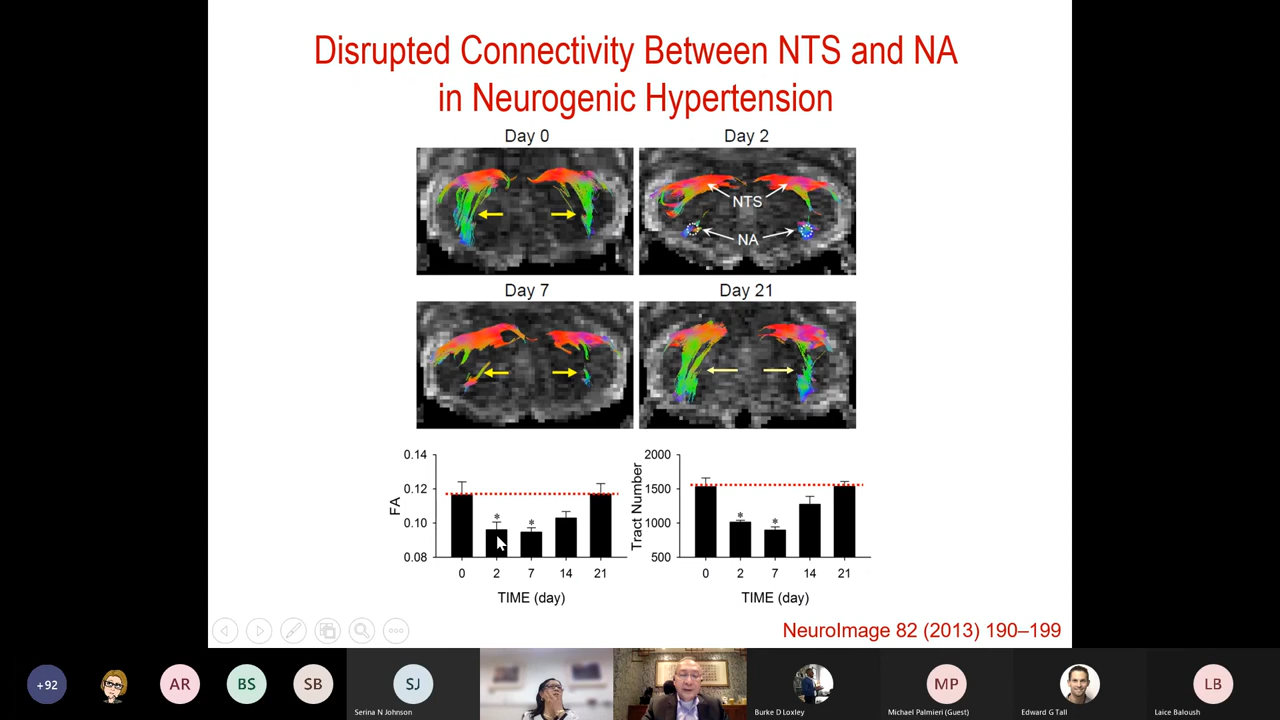 Disrupted Connectivity Between NTS and NA
in Neurogenic Hypertension
Day 0
Day 2
NTS
NA
Day 7
Day 21
0.14
0.12
0.10
0.08
FA
*
*
0
2
7
14
21
TIME (day)
2000
1500
1000
500
Tract Number
*
*
0
2
7
14
21
TIME (day)
NeuroImage 82 (2013) 190–199
+92
AR
BS
SB
SJ
Serina N Johnson
Burke D Loxley
MP
Michael Palmieri (Guest)
Edward G Tall
LB
Laice Baloush